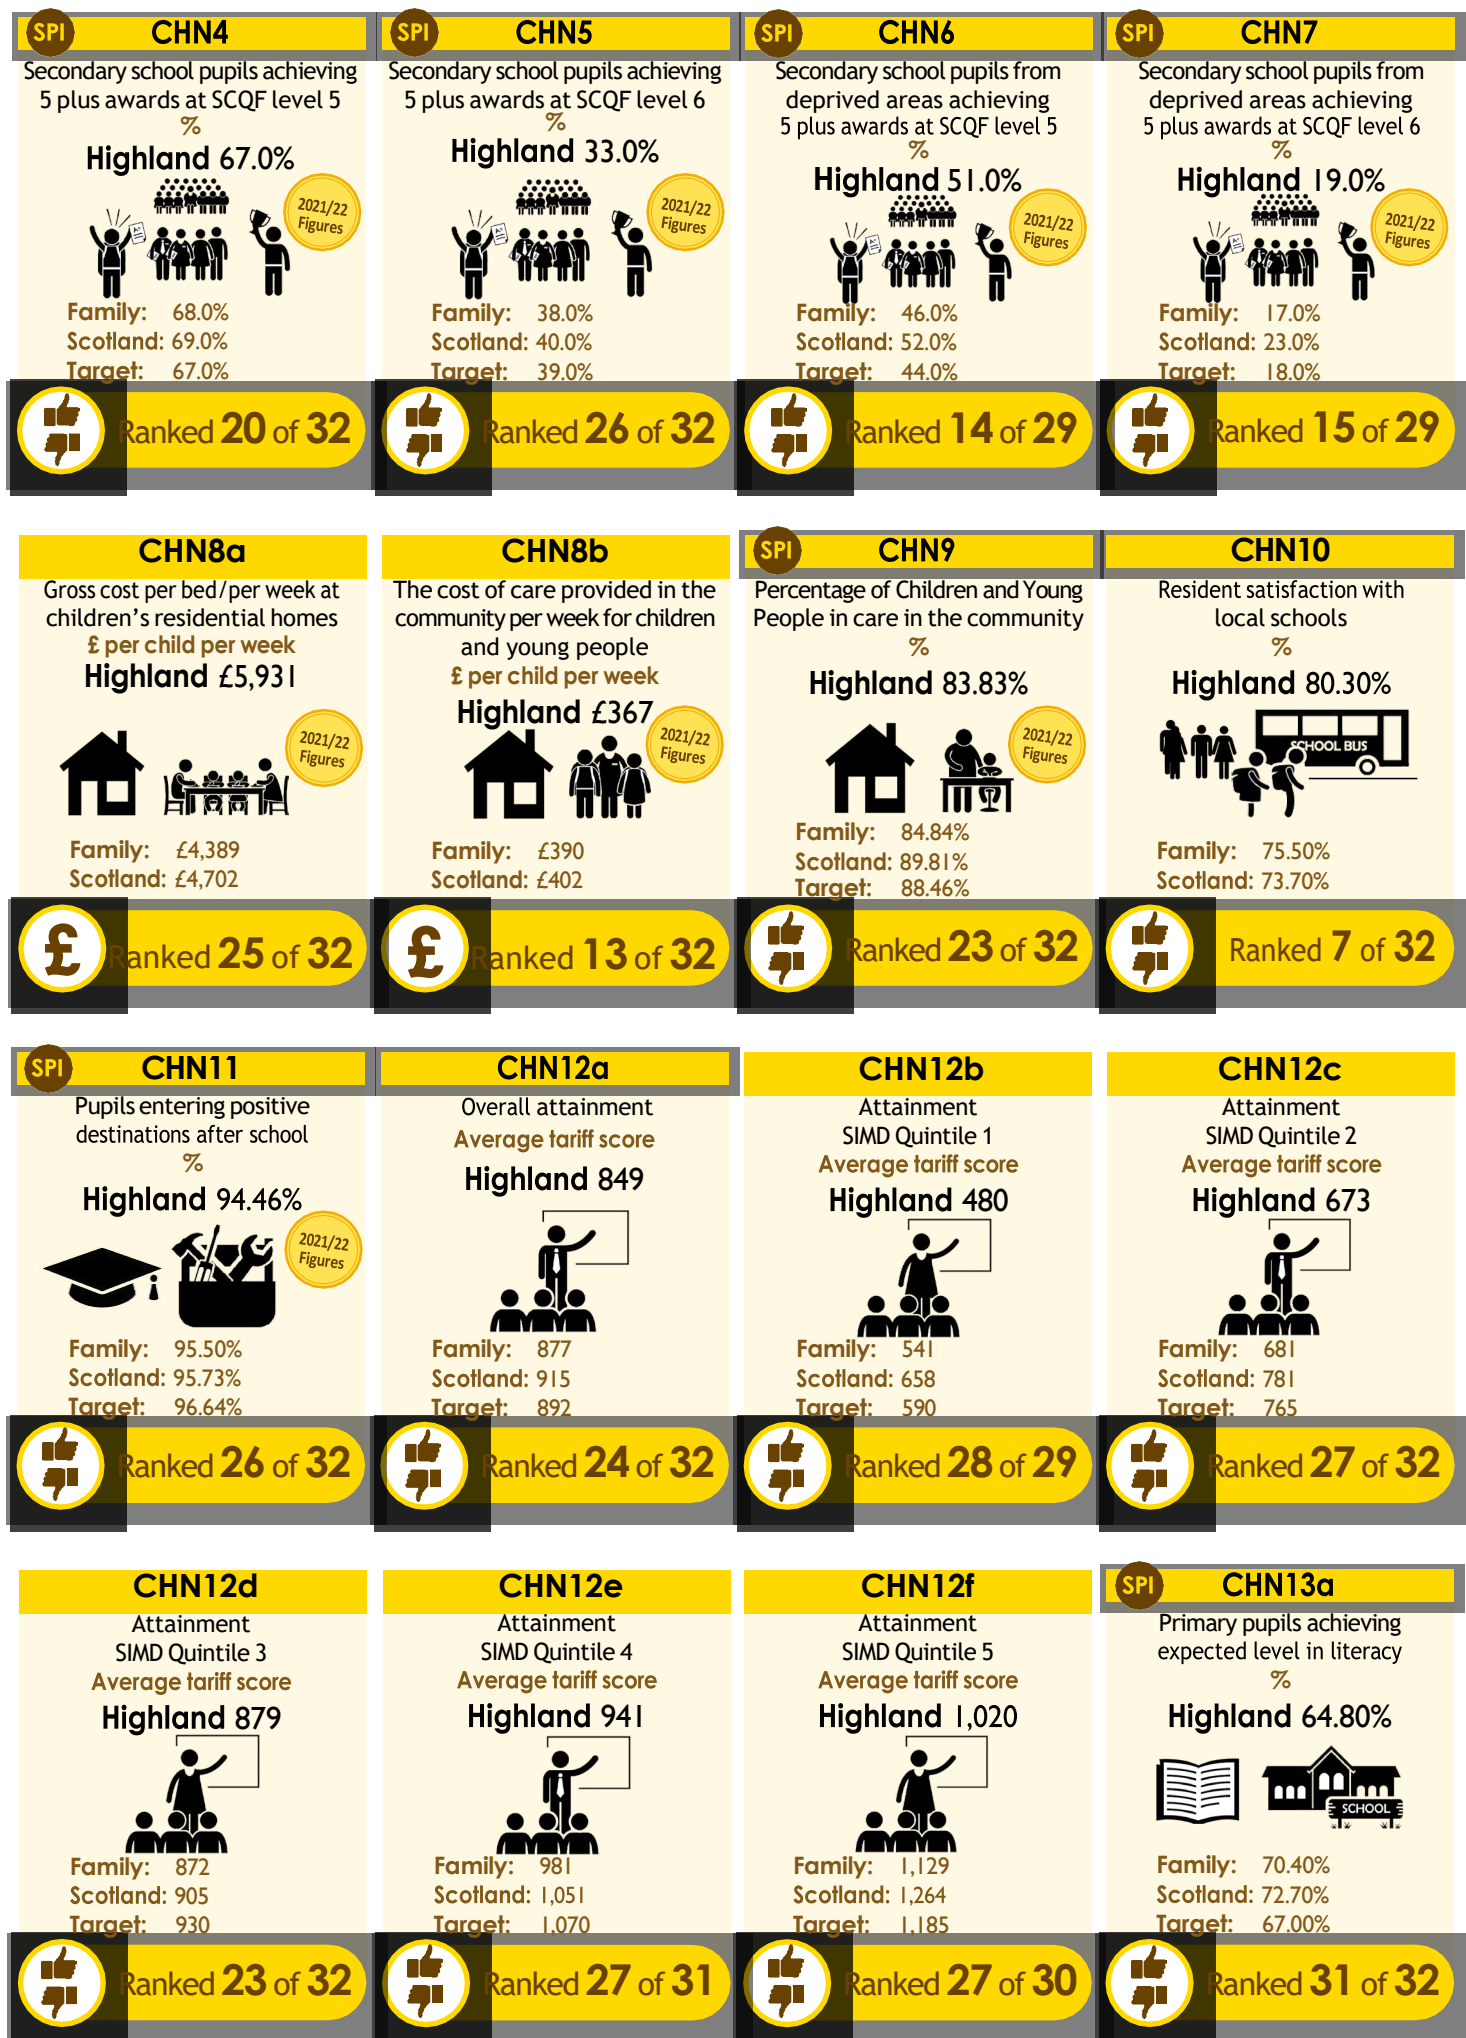 SPI
CHN4
Secondary school pupils achieving
5 plus awards at SCQF level 5
%
Highland 67.0%
2021/22
Figures
Family: 68.0%
Scotland: 69.0%
Target: 67.0%
Ranked 20 of 32
SPI
CHN5
Secondary school pupils achieving
5 plus awards at SCQF level 6
%
Highland 33.0%
2021/22
Figures
Family: 38.0%
Scotland: 40.0%
Target: 39.0%
Ranked 26 of 32
SPI
CHN6
Secondary school pupils from
deprived areas achieving
5 plus awards at SCQF level 5
%
Highland 51.0%
2021/22
Figures
Family: 46.0%
Scotland: 52.0%
Target: 44.0%
Ranked 14 of 29
SPI
CHN7
Secondary school pupils from
deprived areas achieving
5 plus awards at SCQF level 6
%
Highland 19.0%
2021/22
Figures
Family: 17.0%
Scotland: 23.0%
Target: 18.0%
Ranked 15 of 29
CHN8a
Gross cost per bed/per week at
children's residential homes
£ per child per week
Highland £5,931
2021/22
Figures
Family: £4,389
Scotland: £4,702
£
Ranked 25 of 32
CHN8b
The cost of care provided in the
community per week for children
and young people
£ per child per week
Highland £367
2021/22
Figures
Family: £390
Scotland: £402
£
Ranked 13 of 32
SPI
CHN9
Percentage of Children and Young
People in care in the community
%
Highland 83.83%
2021/22
Figures
Family: 84.84%
Scotland: 89.81%
Target: 88.46%
Ranked 23 of 32
CHN10
Resident satisfaction with
local schools
%
Highland 80.30%
SCHOOL BUS
Family: 75.50%
Scotland: 73.70%
Ranked 7 of 32
SPI
CHN11
Pupils entering positive
destinations after school
%
Highland 94.46%
2021/22
Figures
Family: 95.50%
Scotland: 95.73%
Target: 96.64%
Ranked 26 of 32
CHN12a
Overall attainment
Average tariff score
Highland 849
Family: 877
Scotland: 915
Target: 892
Ranked 24 of 32
CHN12b
Attainment
SIMD Quintile 1
Average tariff score
Highland 480
Family: 541
Scotland: 658
Target: 590
Ranked 28 of 29
CHN12c
Attainment
SIMD Quintile 2
Average tariff score
Highland 673
Family: 681
Scotland: 781
Target: 765
Ranked 27 of 32
CHN12d
Attainment
SIMD Quintile 3
Average tariff score
Highland 879
Family: 872
Scotland: 905
Target: 930
Ranked 23 of 32
CHN12e
Attainment
SIMD Quintile 4
Average tariff score
Highland 941
Family: 981
Scotland: 1,051
Target: 1,070
Ranked 27 of 31
CHN12f
Attainment
SIMD Quintile 5
Average tariff score
Highland 1,020
Family: 1,129
Scotland: 1,264
Target: 1,185
Ranked 27 of 30
SPI
CHN13a
Primary pupils achieving
expected level in literacy
%
Highland 64.80%
SCHOOL
Family: 70.40%
Scotland: 72.70%
Target: 67.00%
Ranked 31 of 32